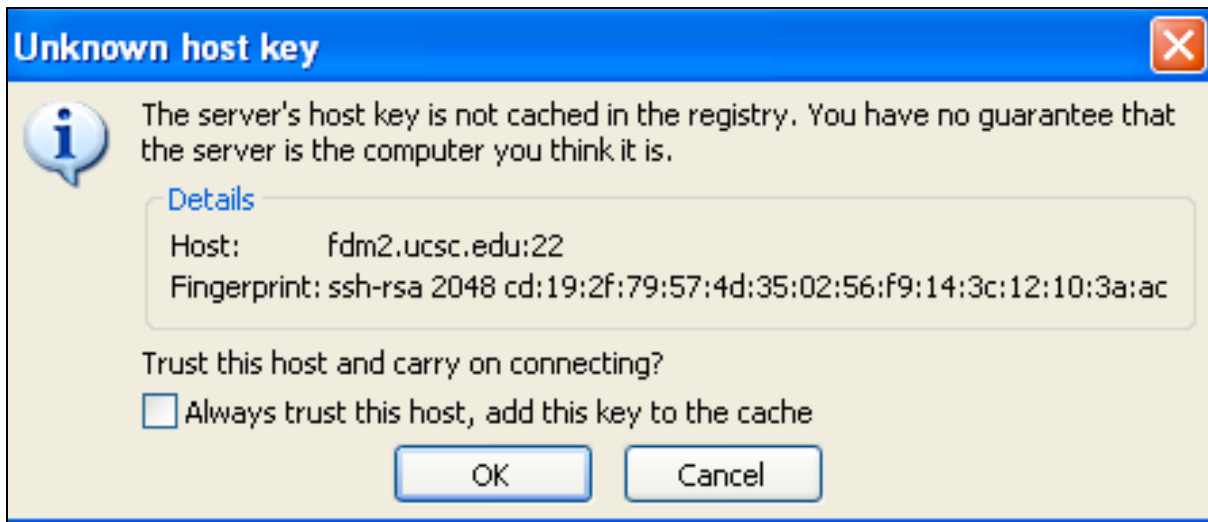 Unknown host key
The server's host key is not cached in the registry. You have no guarantee that
the server is the computer you think it is.
Details
Host: fdm2.ucsc.edu:22
Fingerprint: ssh-rsa 2048 cd:19:2f:79:57:4d:35:02:56:f9:14:3c:12:10:3a:ac
Trust this host and carry on connecting?
Always trust this host, add this key to the cache
OK Cancel